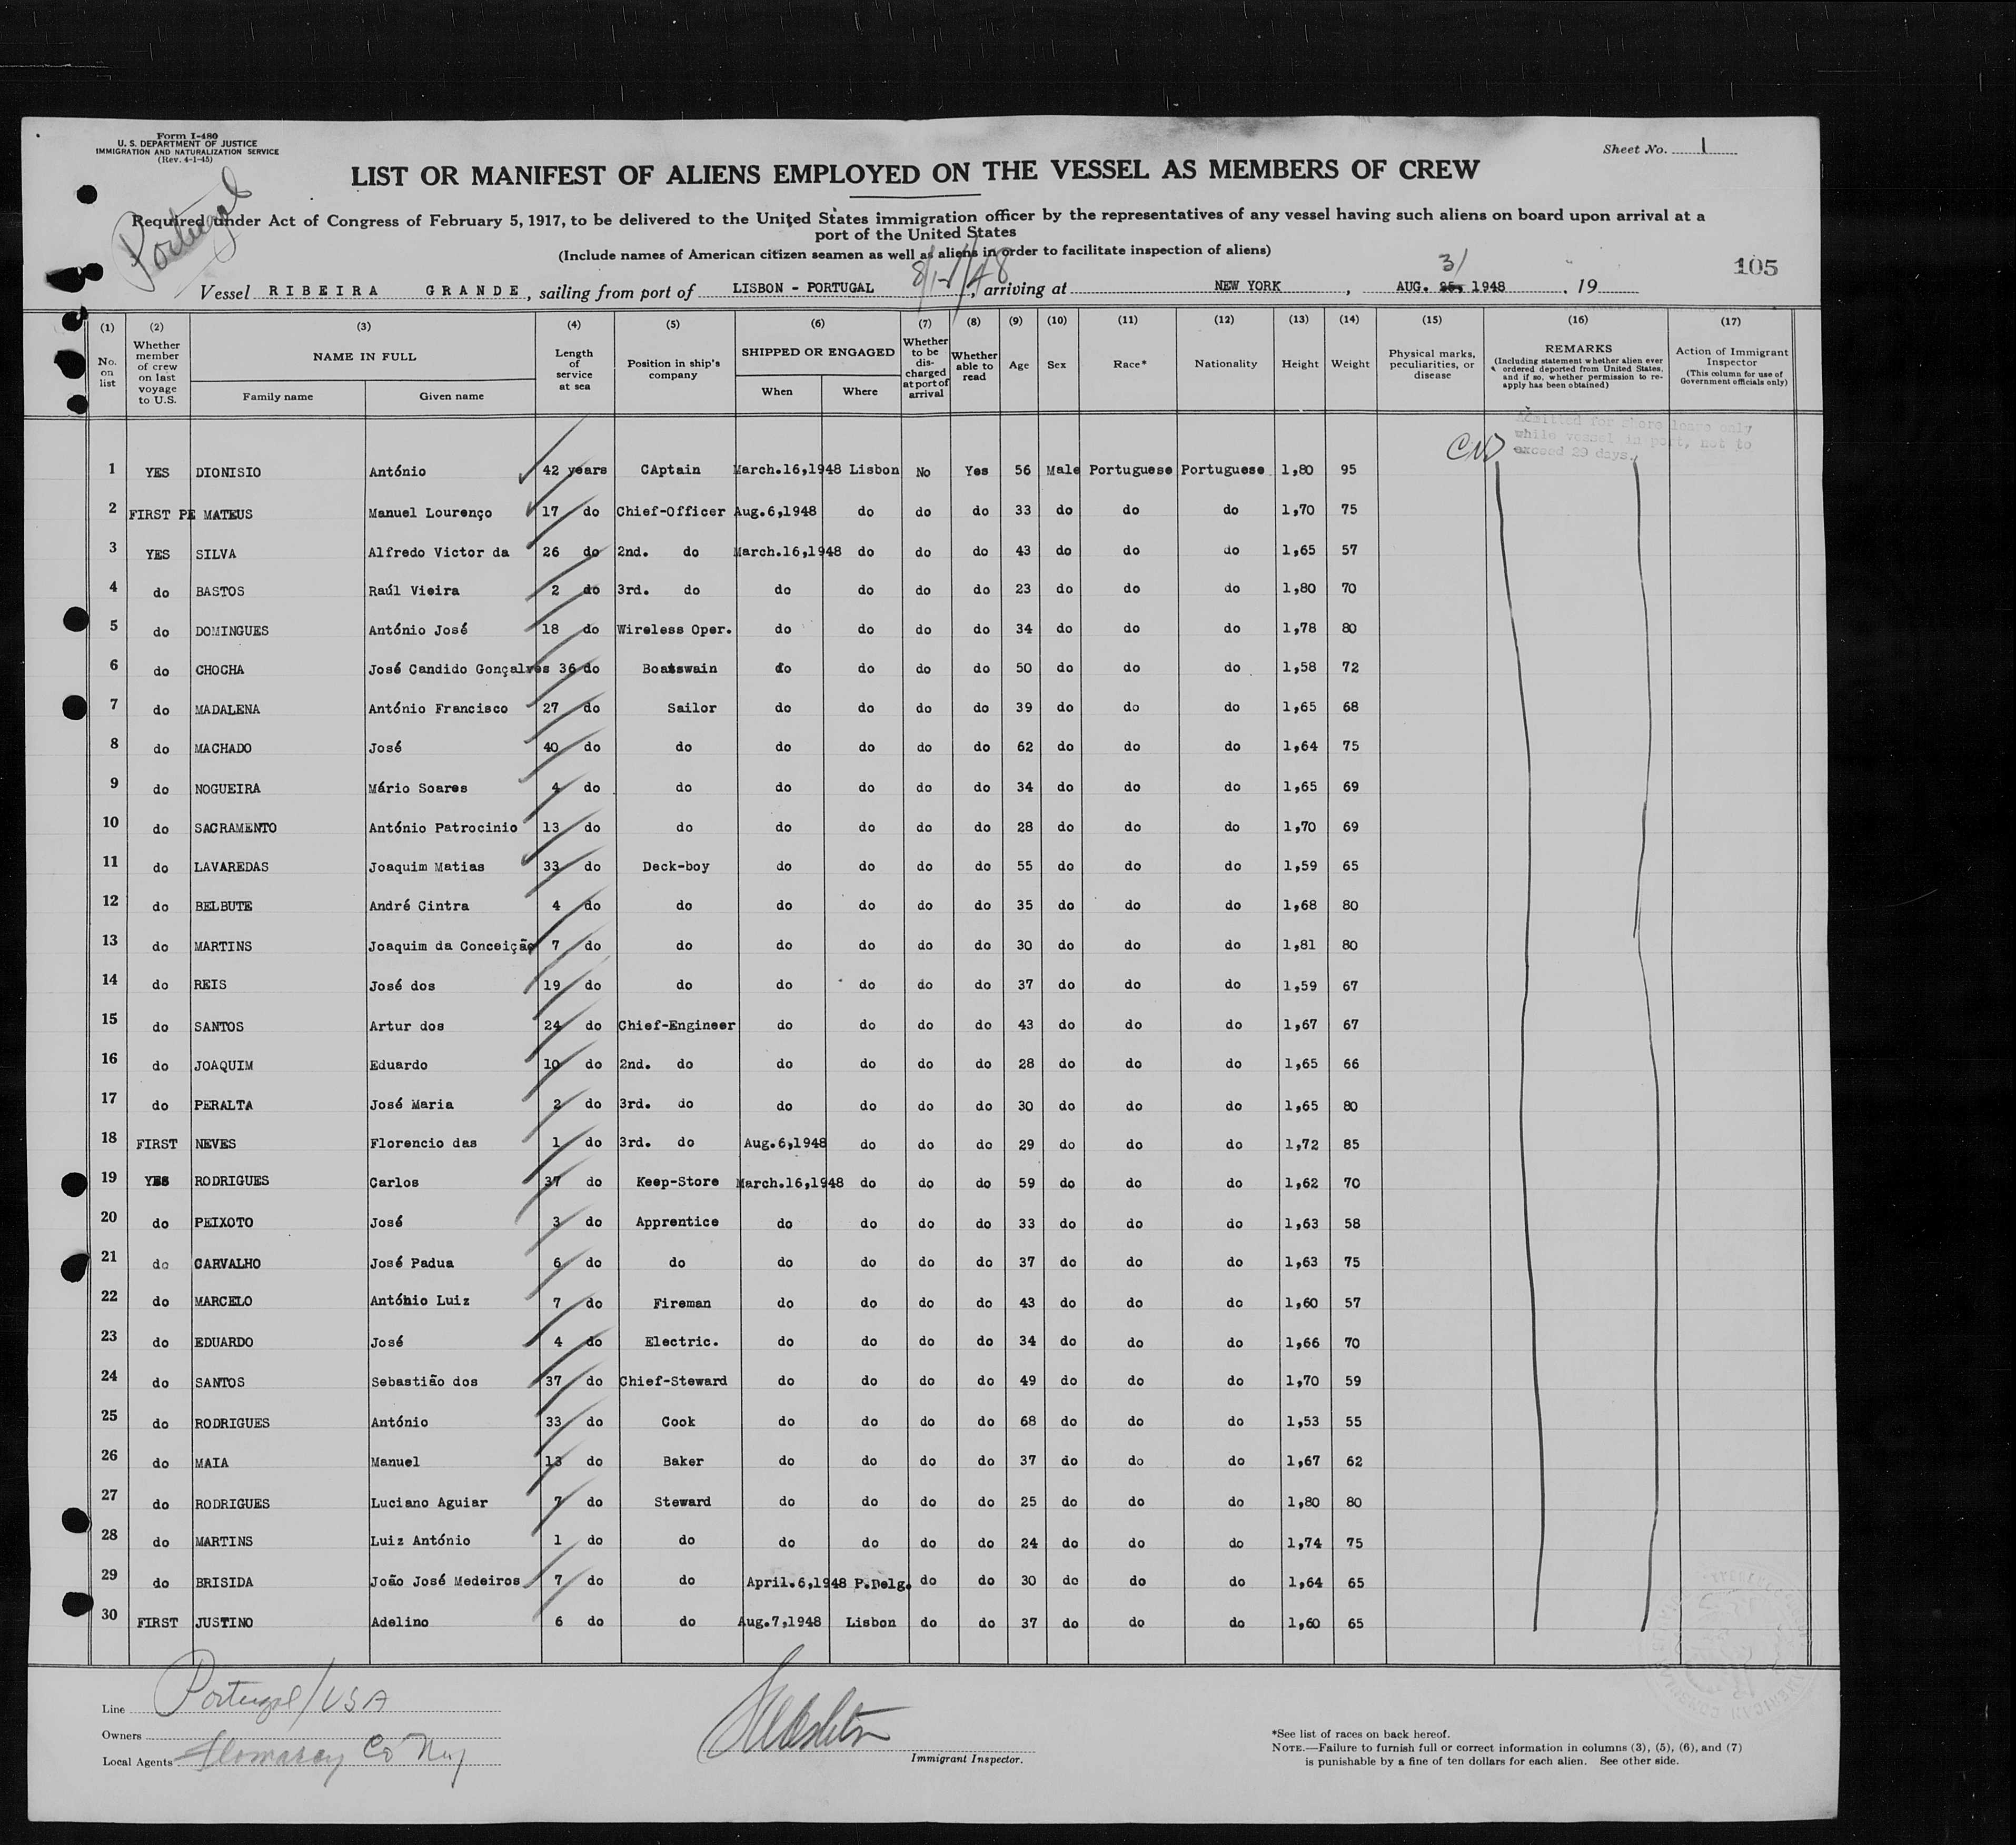 Form I-480
U. S. DEPARTMENT OF JUSTICE
IMMIGRATION AND NATURALIZATION SERVICE
(Rev. 4-1-45)
Portugal
Sheet No. 1
LIST OR MANIFEST OF ALIENS EMPLOYED ON THE VESSEL AS MEMBERS OF CREW
Required under Act of Congress of February 5, 1917, to be delivered to the United States immigration officer by the representatives of any vessel having such aliens on board upon arrival at a
port of the United States
(Include names of American citizen seamen as well as aliens in order to facilitate inspection of aliens)
105
Vessel RIBEIRA GRANDE, sailing from port of LISBON - PORTUGAL, arriving at NEW YORK, AUG. 31 1948, 19
(1) (2) (3) (4) (5) (6) (7) (8) (9) (10) (11) (12) (13) (14) (15) (16) (17)
No. on list
Whether member of crew on last voyage to U.S.
NAME IN FULL
Family name
Given name
Length of service at sea
Position in ship's company
SHIPPED OR ENGAGED
When
Where
Whether to be discharged at port of arrival
Whether able to read
Age
Sex
Race*
Nationality
Height
Weight
Physical marks, peculiarities, or disease
REMARKS
(Including statement whether alien ever ordered deported from United States, and if so, whether permission to reapply has been obtained)
Action of Immigrant Inspector
(This column for use of Government officials only)
Admitted for shore leave only
while vessel in port, not to
exceed 29 days.
1 YES DIONISIO António 42 years CAptain March.16,1948 Lisbon No Yes 56 Male Portuguese Portuguese 1,80 95
2 FIRST PE MATEUS Manuel Lourenço 17 do Chief-Officer Aug.6,1948 do do do 33 do do do 1,70 75
3 YES SILVA Alfredo Victor da 26 do 2nd. do March.16,1948 do do do 43 do do do 1,65 57
4 do BASTOS Raúl Vieira 2 do 3rd. do do do do do 23 do do do 1,80 70
5 do DOMINGUES António José 18 do Wireless Oper. do do do do 34 do do do 1,78 80
6 do CHOCHA José Candido Gonçalves 36 do Boatswain do do do do 50 do do do 1,58 72
7 do MADALENA António Francisco 27 do Sailor do do do do 39 do do do 1,65 68
8 do MACHADO José 40 do do do do do do 62 do do do 1,64 75
9 do NOGUEIRA Mário Soares 4 do do do do do do 34 do do do 1,65 69
10 do SACRAMENTO António Patrocinio 13 do do do do do do 28 do do do 1,70 69
11 do LAVAREDAS Joaquim Matias 33 do Deck-boy do do do do 55 do do do 1,59 65
12 do BELBUTE André Cintra 4 do do do do do do 35 do do do 1,68 80
13 do MARTINS Joaquim da Conceição 7 do do do do do do 30 do do do 1,81 80
14 do REIS José dos 19 do do do do do do 37 do do do 1,59 67
15 do SANTOS Artur dos 24 do Chief-Engineer do do do do 43 do do do 1,67 67
16 do JOAQUIM Eduardo 10 do 2nd. do do do do do 28 do do do 1,65 66
17 do PERALTA José Maria 2 do 3rd. do do do do do 30 do do do 1,65 80
18 FIRST NEVES Florencio das 1 do 3rd. do Aug.6,1948 do do do 29 do do do 1,72 85
19 YES RODRIGUES Carlos 37 do Keep-Store March.16,1948 do do do 59 do do do 1,62 70
20 do PEIXOTO José 3 do Apprentice do do do do 33 do do do 1,63 58
21 do CARVALHO José Padua 6 do do do do do do 37 do do do 1,63 75
22 do MARCELO António Luiz 7 do Fireman do do do do 43 do do do 1,60 57
23 do EDUARDO José 4 do Electric. do do do do 34 do do do 1,66 70
24 do SANTOS Sebastião dos 37 do Chief-Steward do do do do 49 do do do 1,70 59
25 do RODRIGUES António 33 do Cook do do do do 68 do do do 1,53 55
26 do MAIA Manuel 13 do Baker do do do do 37 do do do 1,67 62
27 do RODRIGUES Luciano Aguiar 7 do Steward do do do do 25 do do do 1,80 80
28 do MARTINS Luiz António 1 do do do do do do 24 do do do 1,74 75
29 do BRISIDA João José Medeiros 7 do do April.6,1948 P.Delg. do do 30 do do do 1,64 65
30 FIRST JUSTINO Adelino 6 do do Aug.7,1948 Lisbon do do 37 do do do 1,60 65
Line Portugal/USA
Owners
Local Agents
Immigrant Inspector.
*See list of races on back hereof.
NOTE.—Failure to furnish full or correct information in columns (3), (5), (6), and (7)
is punishable by a fine of ten dollars for each alien. See other side.